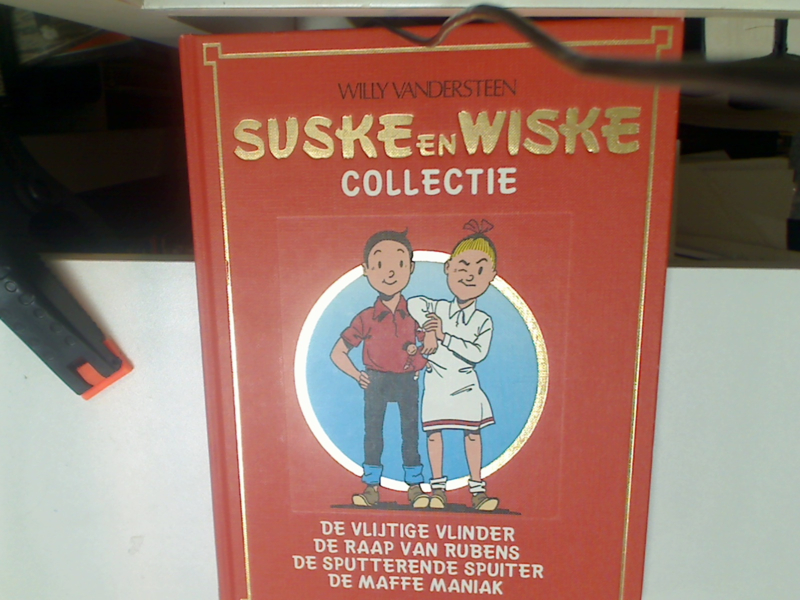 WILLY VANDERSTEEN
SUSKE EN WISKE
COLLECTIE
DE VLIJTIGE VLINDER
DE RAAP VAN RUBENS
DE SPUTTERENDE SPUITER
DE MAFFE MANIAK